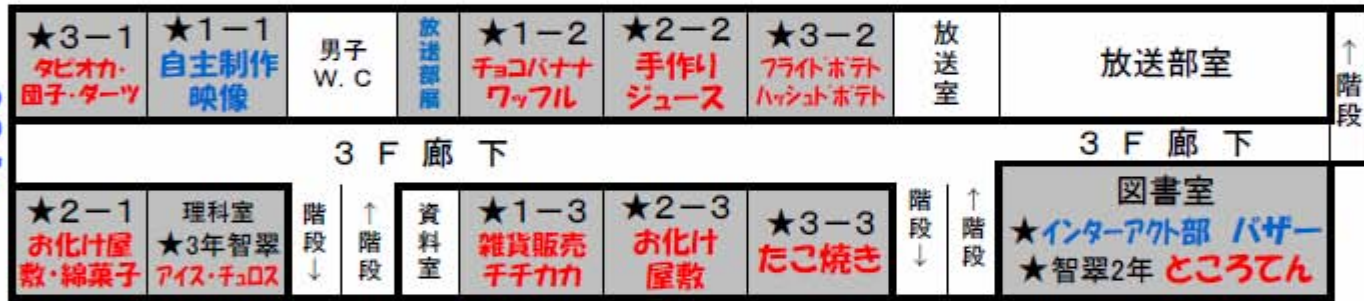 ★3－1
タピオカ・
団子・ダーツ
★1－1
自主制作
映像
男子
W.C
放送部展
★1－2
チョコバナナ
ワッフル
★2－2
手作り
ジュース
★3－2
フライドポテト
ハッシュドポテト
放送室
放送部室
↑階段
3F廊下
3F廊下
★2－1
お化け屋
敷・綿菓子
理科室
★3年智翠
アイス・チュロス
階段↓
↑階段
資料室
★1－3
雑貨販売
チチカカ
★2－3
お化け
屋敷
★3－3
たこ焼き
階段↓
↑階段
図書室
★インターアクト部 バザー
★智翠2年 ところてん